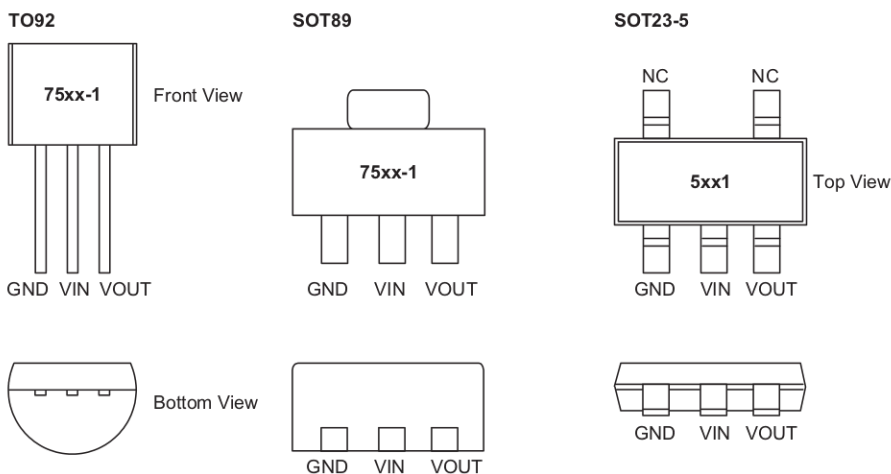 TO92
SOT89
SOT23-5
NC NC
75xx-1
Front View
75xx-1
5xx1
Top View
GND VIN VOUT
GND VIN VOUT
GND VIN VOUT
Bottom View
GND VIN VOUT
GND VIN VOUT